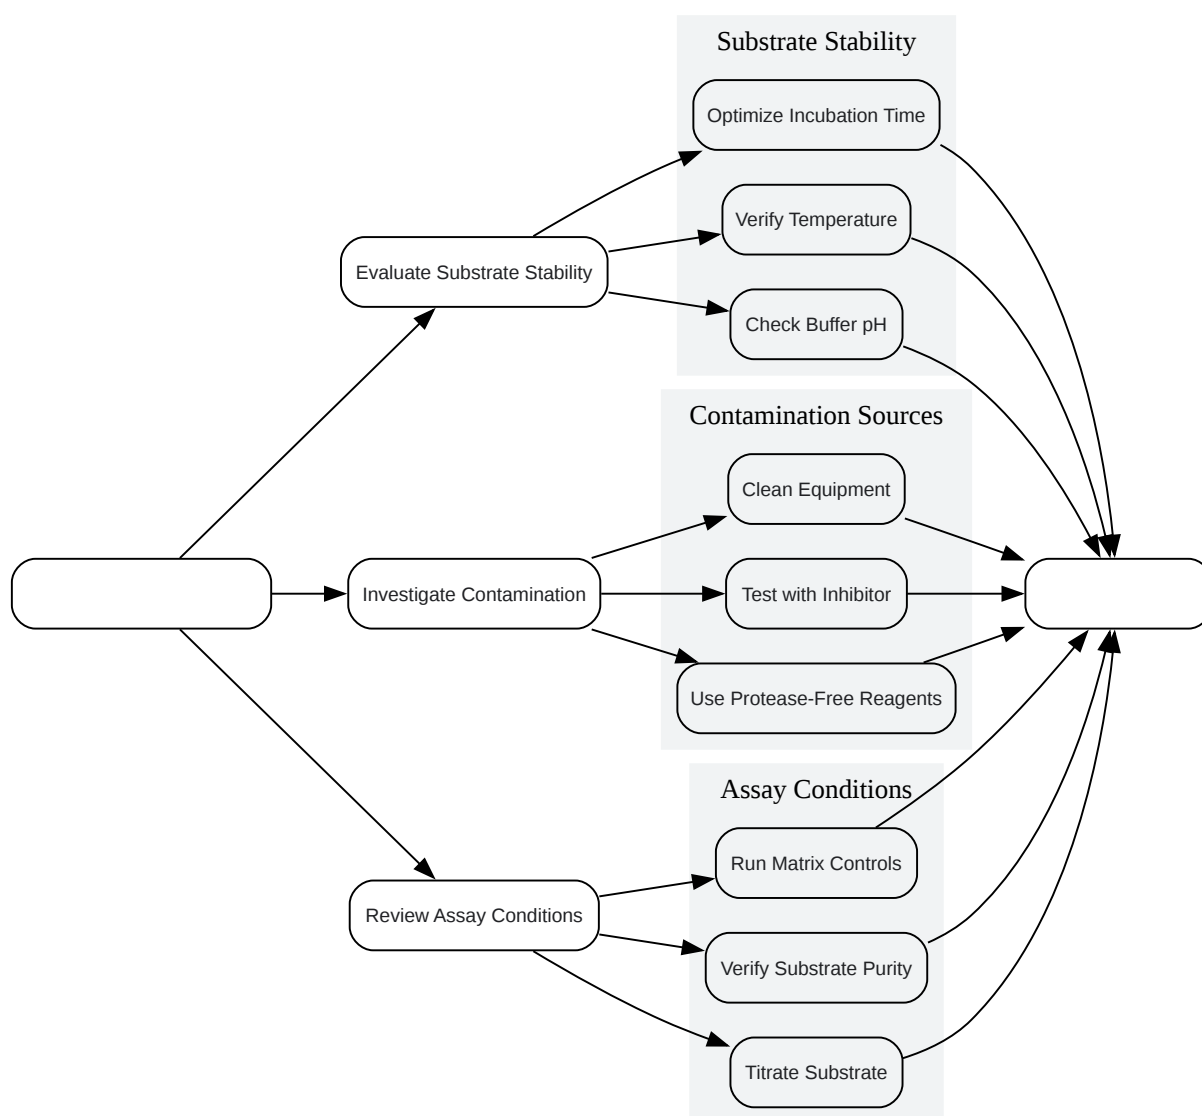 Substrate Stability
Optimize Incubation Time
Verify Temperature
Evaluate Substrate Stability
Check Buffer pH
Contamination Sources
Clean Equipment
Investigate Contamination
Test with Inhibitor
Use Protease-Free Reagents
Assay Conditions
Run Matrix Controls
Review Assay Conditions
Verify Substrate Purity
Titrate Substrate